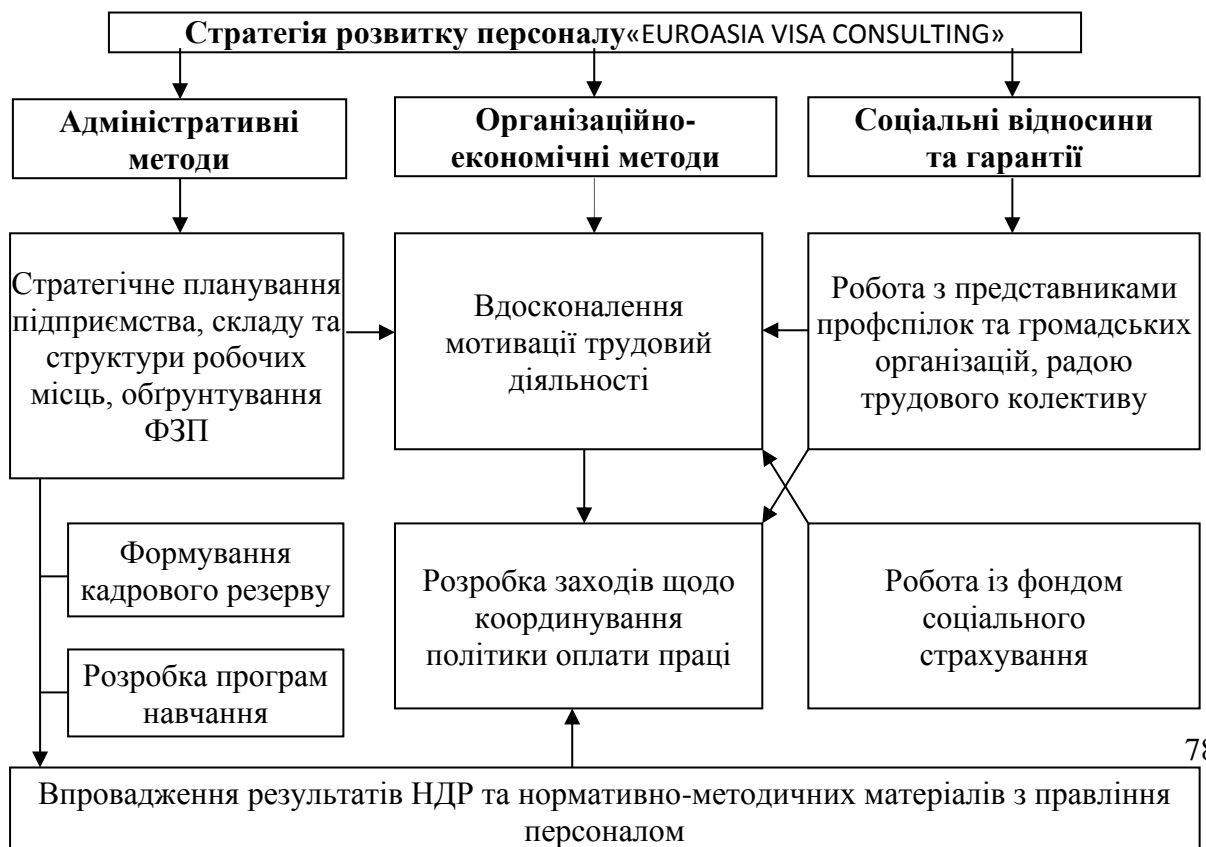 Стратегія розвитку персоналу«EUROASIA VISA CONSULTING»
Адміністративні
методи
Організаційно-
економічні методи
Соціальні відносини
та гарантії
Стратегічне планування
підприємства, складу та
структури робочих
місць, обґрунтування
ФЗП
Вдосконалення
мотивації трудовий
діяльності
Робота з представниками
профспілок та громадських
організацій, радою
трудового колективу
Формування
кадрового резерву
Розробка програм
навчання
Розробка заходів щодо
координування
політики оплати праці
Робота із фондом
соціального
страхування
78
Впровадження результатів НДР та нормативно-методичних матеріалів з правління
персоналом